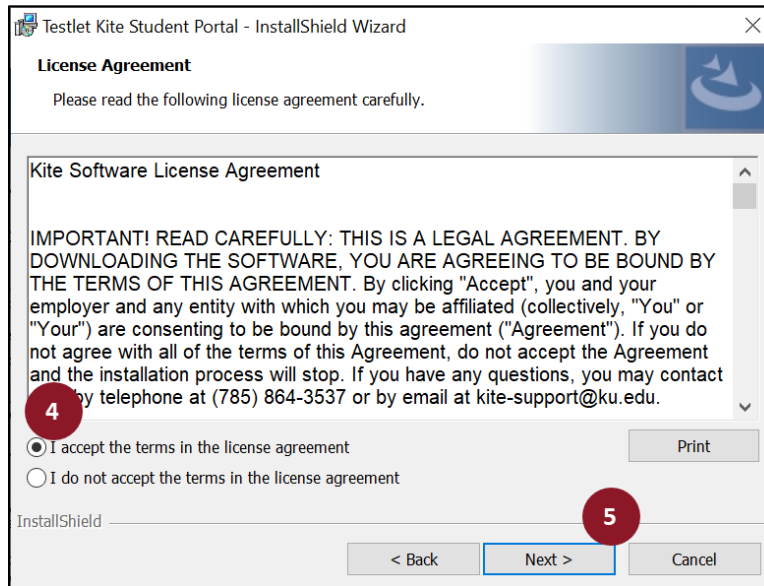 Testlet Kite Student Portal - InstallShield Wizard
License Agreement
Please read the following license agreement carefully.
Kite Software License Agreement
IMPORTANT! READ CAREFULLY: THIS IS A LEGAL AGREEMENT. BY
DOWNLOADING THE SOFTWARE, YOU ARE AGREEING TO BE BOUND BY
THE TERMS OF THIS AGREEMENT. By clicking "Accept", you and your
employer and any entity with which you may be affiliated (collectively, "You" or
"Your") are consenting to be bound by this agreement ("Agreement"). If you do
not agree with all of the terms of this Agreement, do not accept the Agreement
and the installation process will stop. If you have any questions, you may contact
by telephone at (785) 864-3537 or by email at kite-support@ku.edu.
4
I accept the terms in the license agreement
Print
I do not accept the terms in the license agreement
InstallShield
5
< Back
Next >
Cancel